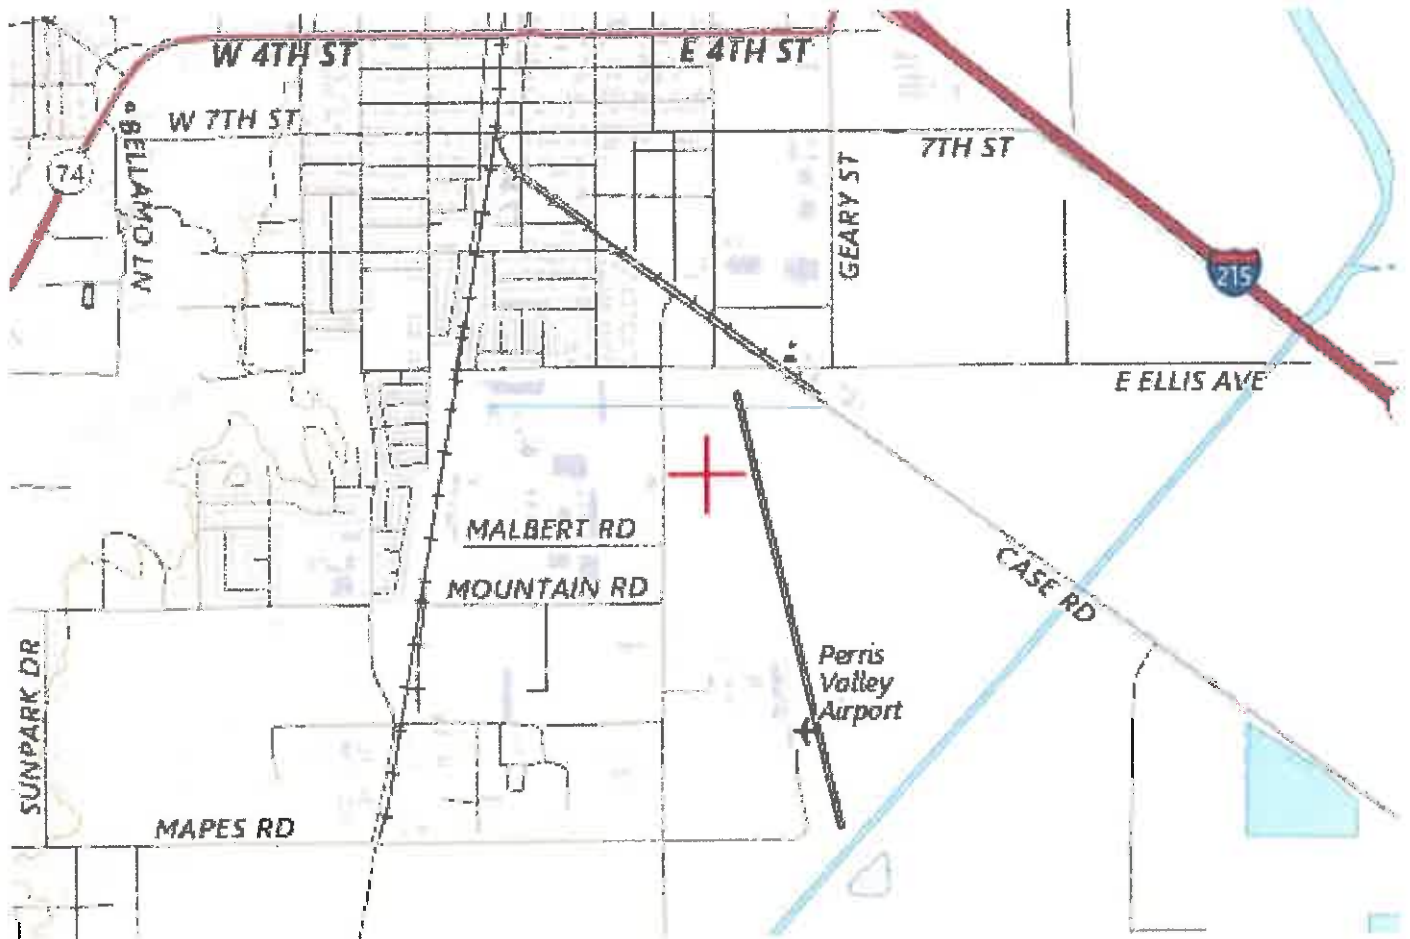 W 4TH ST
E 4TH ST
W 7TH ST
7TH ST
BELLAMO LN
74
GEARY ST
215
E ELLIS AVE
MALBERT RD
MOUNTAIN RD
CASE RD
Perris
Valley
Airport
SUNPARK DR
MAPES RD